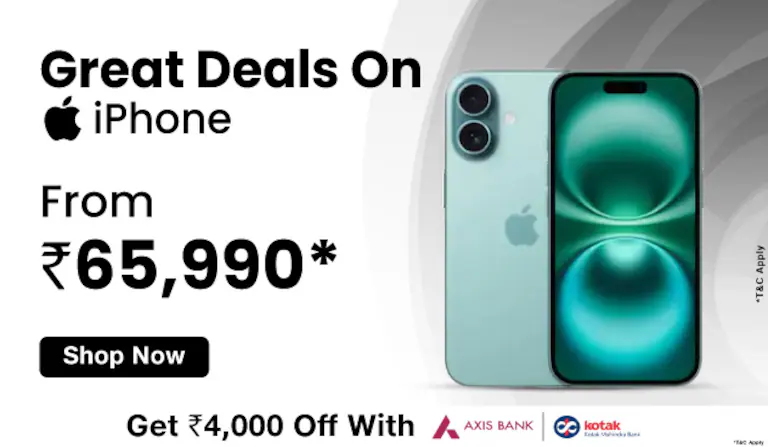 Great Deals On
iPhone
From
₹65,990*
Shop Now
*T&C Apply
Get ₹4,000 Off With AXIS BANK kotak
Kotak Mahindra Bank
*T&C Apply